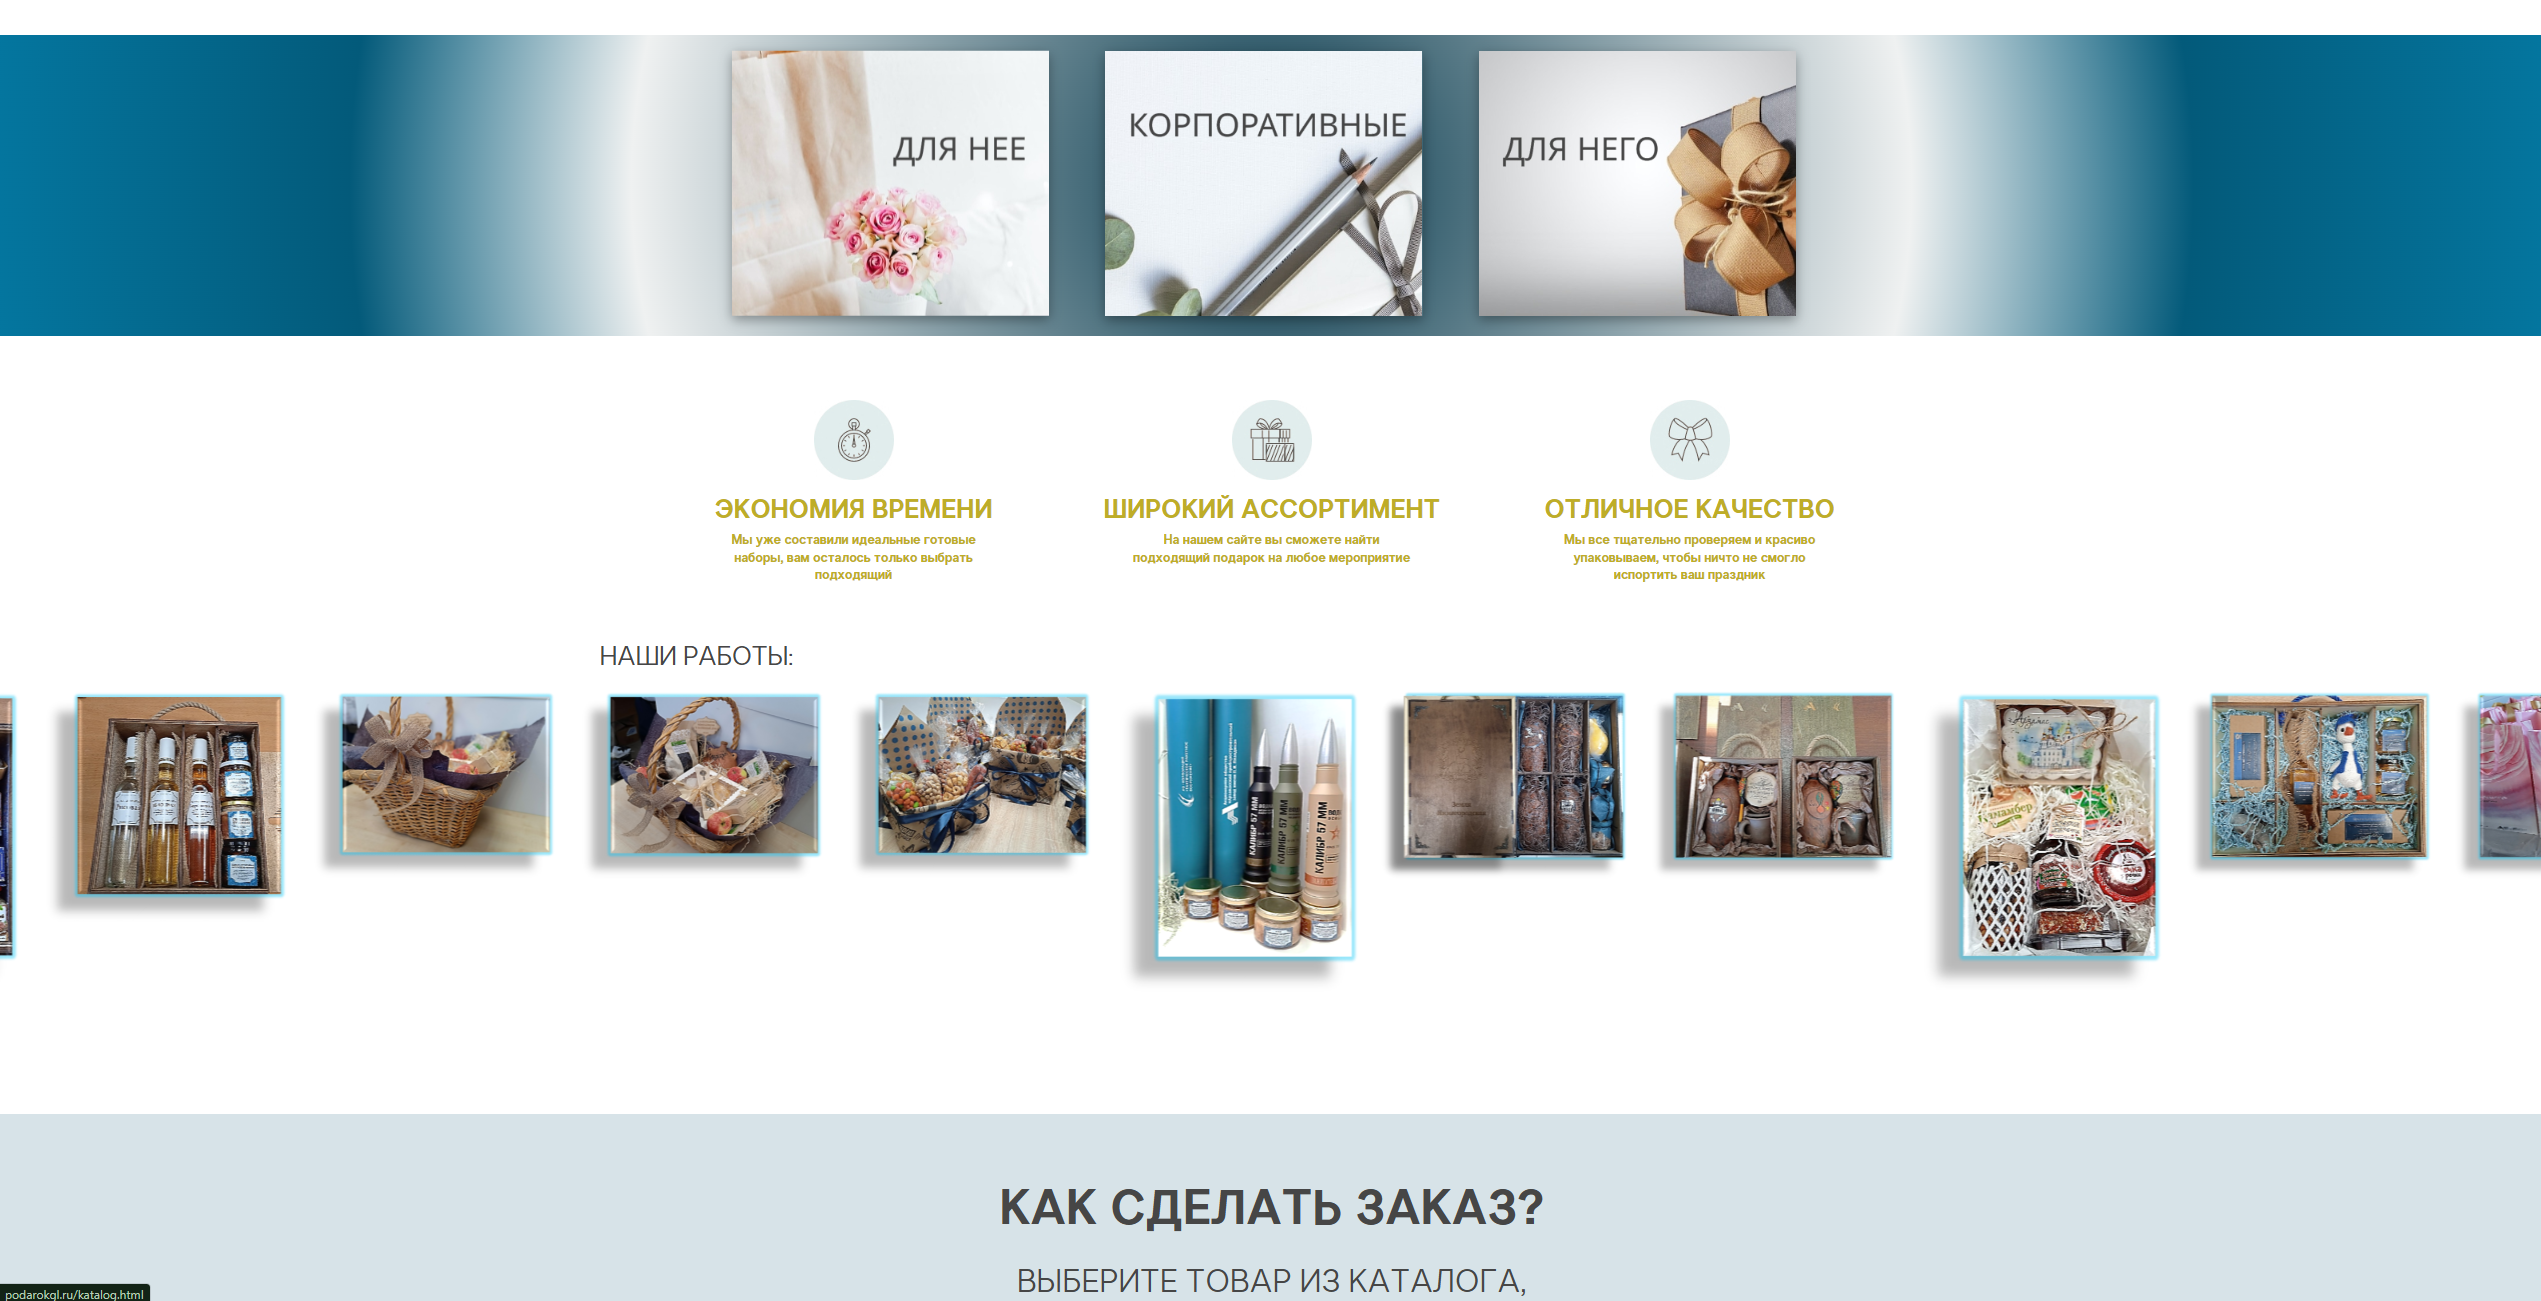 ДЛЯ НЕЕ
КОРПОРАТИВНЫЕ
ДЛЯ НЕГО
ЭКОНОМИЯ ВРЕМЕНИ
Мы уже составили идеальные готовые
наборы, вам осталось только выбрать
подходящий
ШИРОКИЙ АССОРТИМЕНТ
На нашем сайте вы сможете найти
подходящий подарок на любое мероприятие
ОТЛИЧНОЕ КАЧЕСТВО
Мы все тщательно проверяем и красиво
упаковываем, чтобы ничто не смогло
испортить ваш праздник
НАШИ РАБОТЫ:
КАЛИБР 57 ММ
КАЛИБР 57 ММ
КАЛИБР 57 ММ
КАК СДЕЛАТЬ ЗАКАЗ?
ВЫБЕРИТЕ ТОВАР ИЗ КАТАЛОГА,
podarokgl.ru/katalog.html